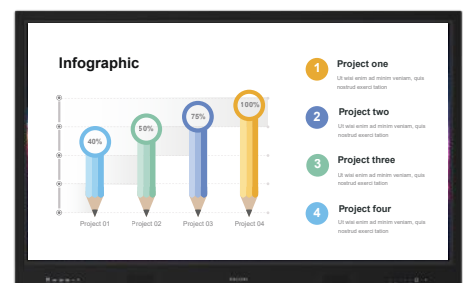 Infographic
40%
50%
75%
100%
Project 01
Project 02
Project 03
Project 04
1
Project one
Ut wisi enim ad minim veniam, quis
nostrud exerci tation
2
Project two
Ut wisi enim ad minim veniam, quis
nostrud exerci tation
3
Project three
Ut wisi enim ad minim veniam, quis
nostrud exerci tation
4
Project four
Ut wisi enim ad minim veniam, quis
nostrud exerci tation